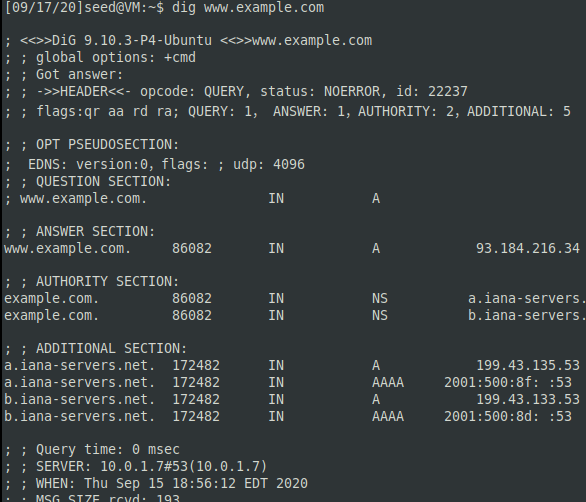 [09/17/20]seed@VM:~$ dig www.example.com
; <<>>DiG 9.10.3-P4-Ubuntu <<>>www.example.com
; ; global options: +cmd
; ; Got answer:
; ; ->>HEADER<<- opcode: QUERY, status: NOERROR, id: 22237
; ; flags:qr aa rd ra; QUERY: 1, ANSWER: 1, AUTHORITY: 2, ADDITIONAL: 5
; ; OPT PSEUDOSECTION:
; EDNS: version:0, flags: ; udp: 4096
; ; QUESTION SECTION:
; www.example.com. IN A
; ; ANSWER SECTION:
www.example.com. 86082 IN A 93.184.216.34
; ; AUTHORITY SECTION:
example.com. 86082 IN NS a.iana-servers.
example.com. 86082 IN NS b.iana-servers.
; ; ADDITIONAL SECTION:
a.iana-servers.net. 172482 IN A 199.43.135.53
a.iana-servers.net. 172482 IN AAAA 2001:500:8f: :53
b.iana-servers.net. 172482 IN A 199.43.133.53
b.iana-servers.net. 172482 IN AAAA 2001:500:8d: :53
; ; Query time: 0 msec
; ; SERVER: 10.0.1.7#53(10.0.1.7)
; ; WHEN: Thu Sep 15 18:56:12 EDT 2020
; ; MSG SIZE rcvd: 193